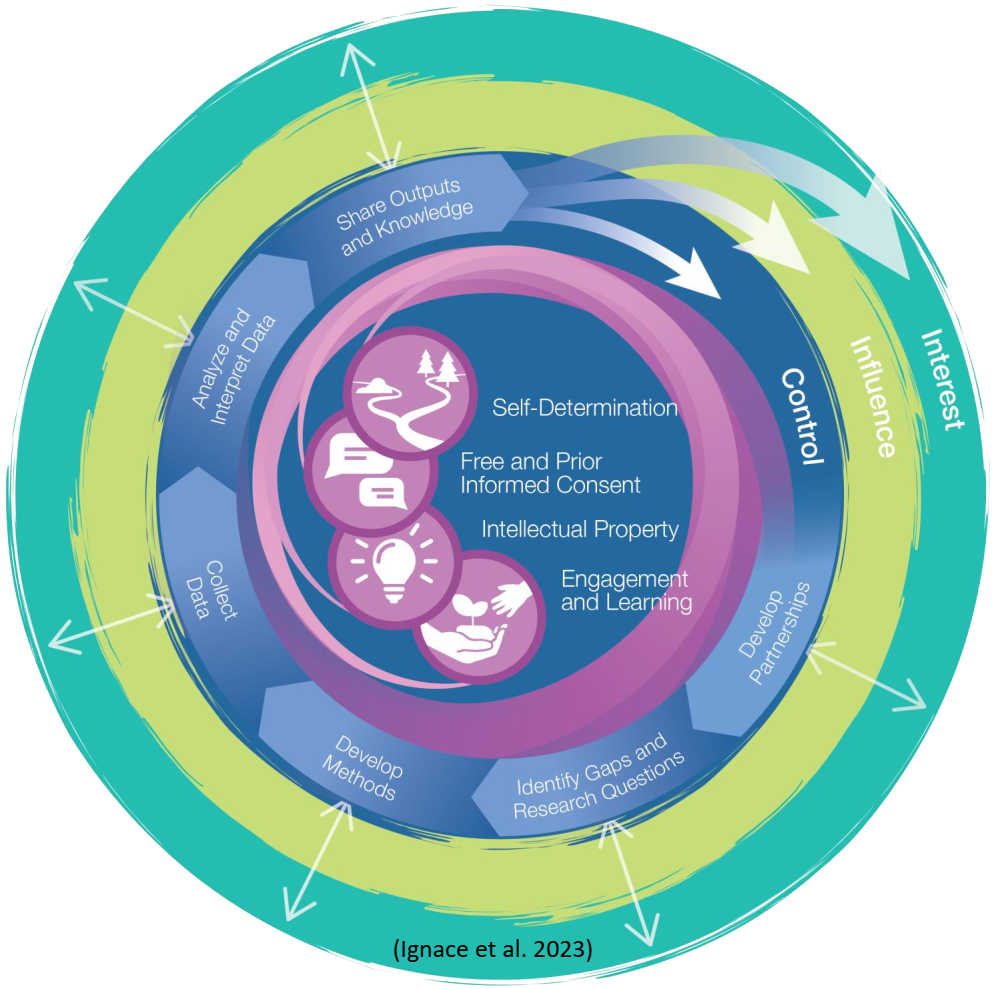 Share Outputs
and Knowledge
Analyze and
Interpret Data
Collect
Data
Develop
Methods
Identify Gaps and
Research Questions
Develop
Partnerships
Control
Influence
Interest
Self-Determination
Free and Prior
Informed Consent
Intellectual Property
Engagement
and Learning
(Ignace et al. 2023)